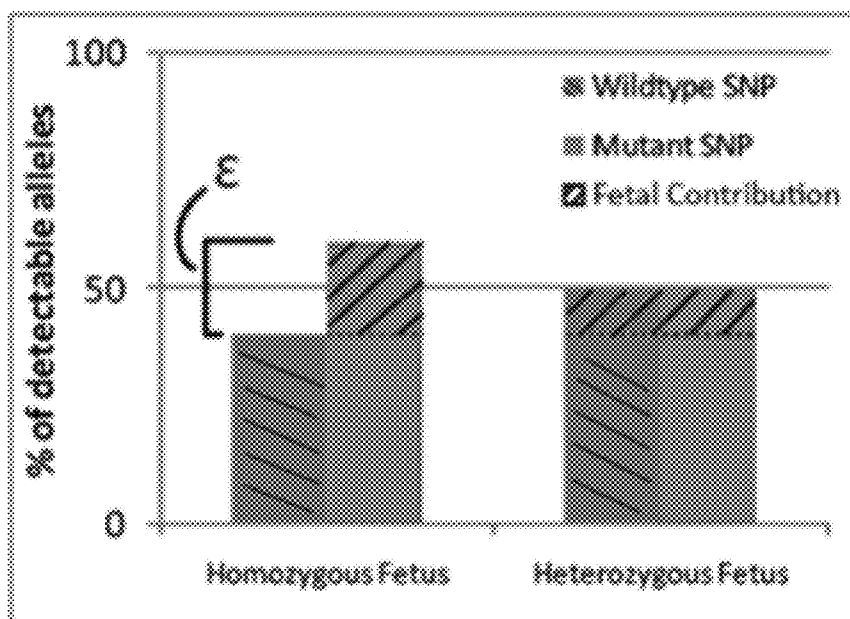 % of detectable alleles
100
50
0
ε
Wildtype SNP
Mutant SNP
Fetal Contribution
Homozygous Fetus
Heterozygous Fetus